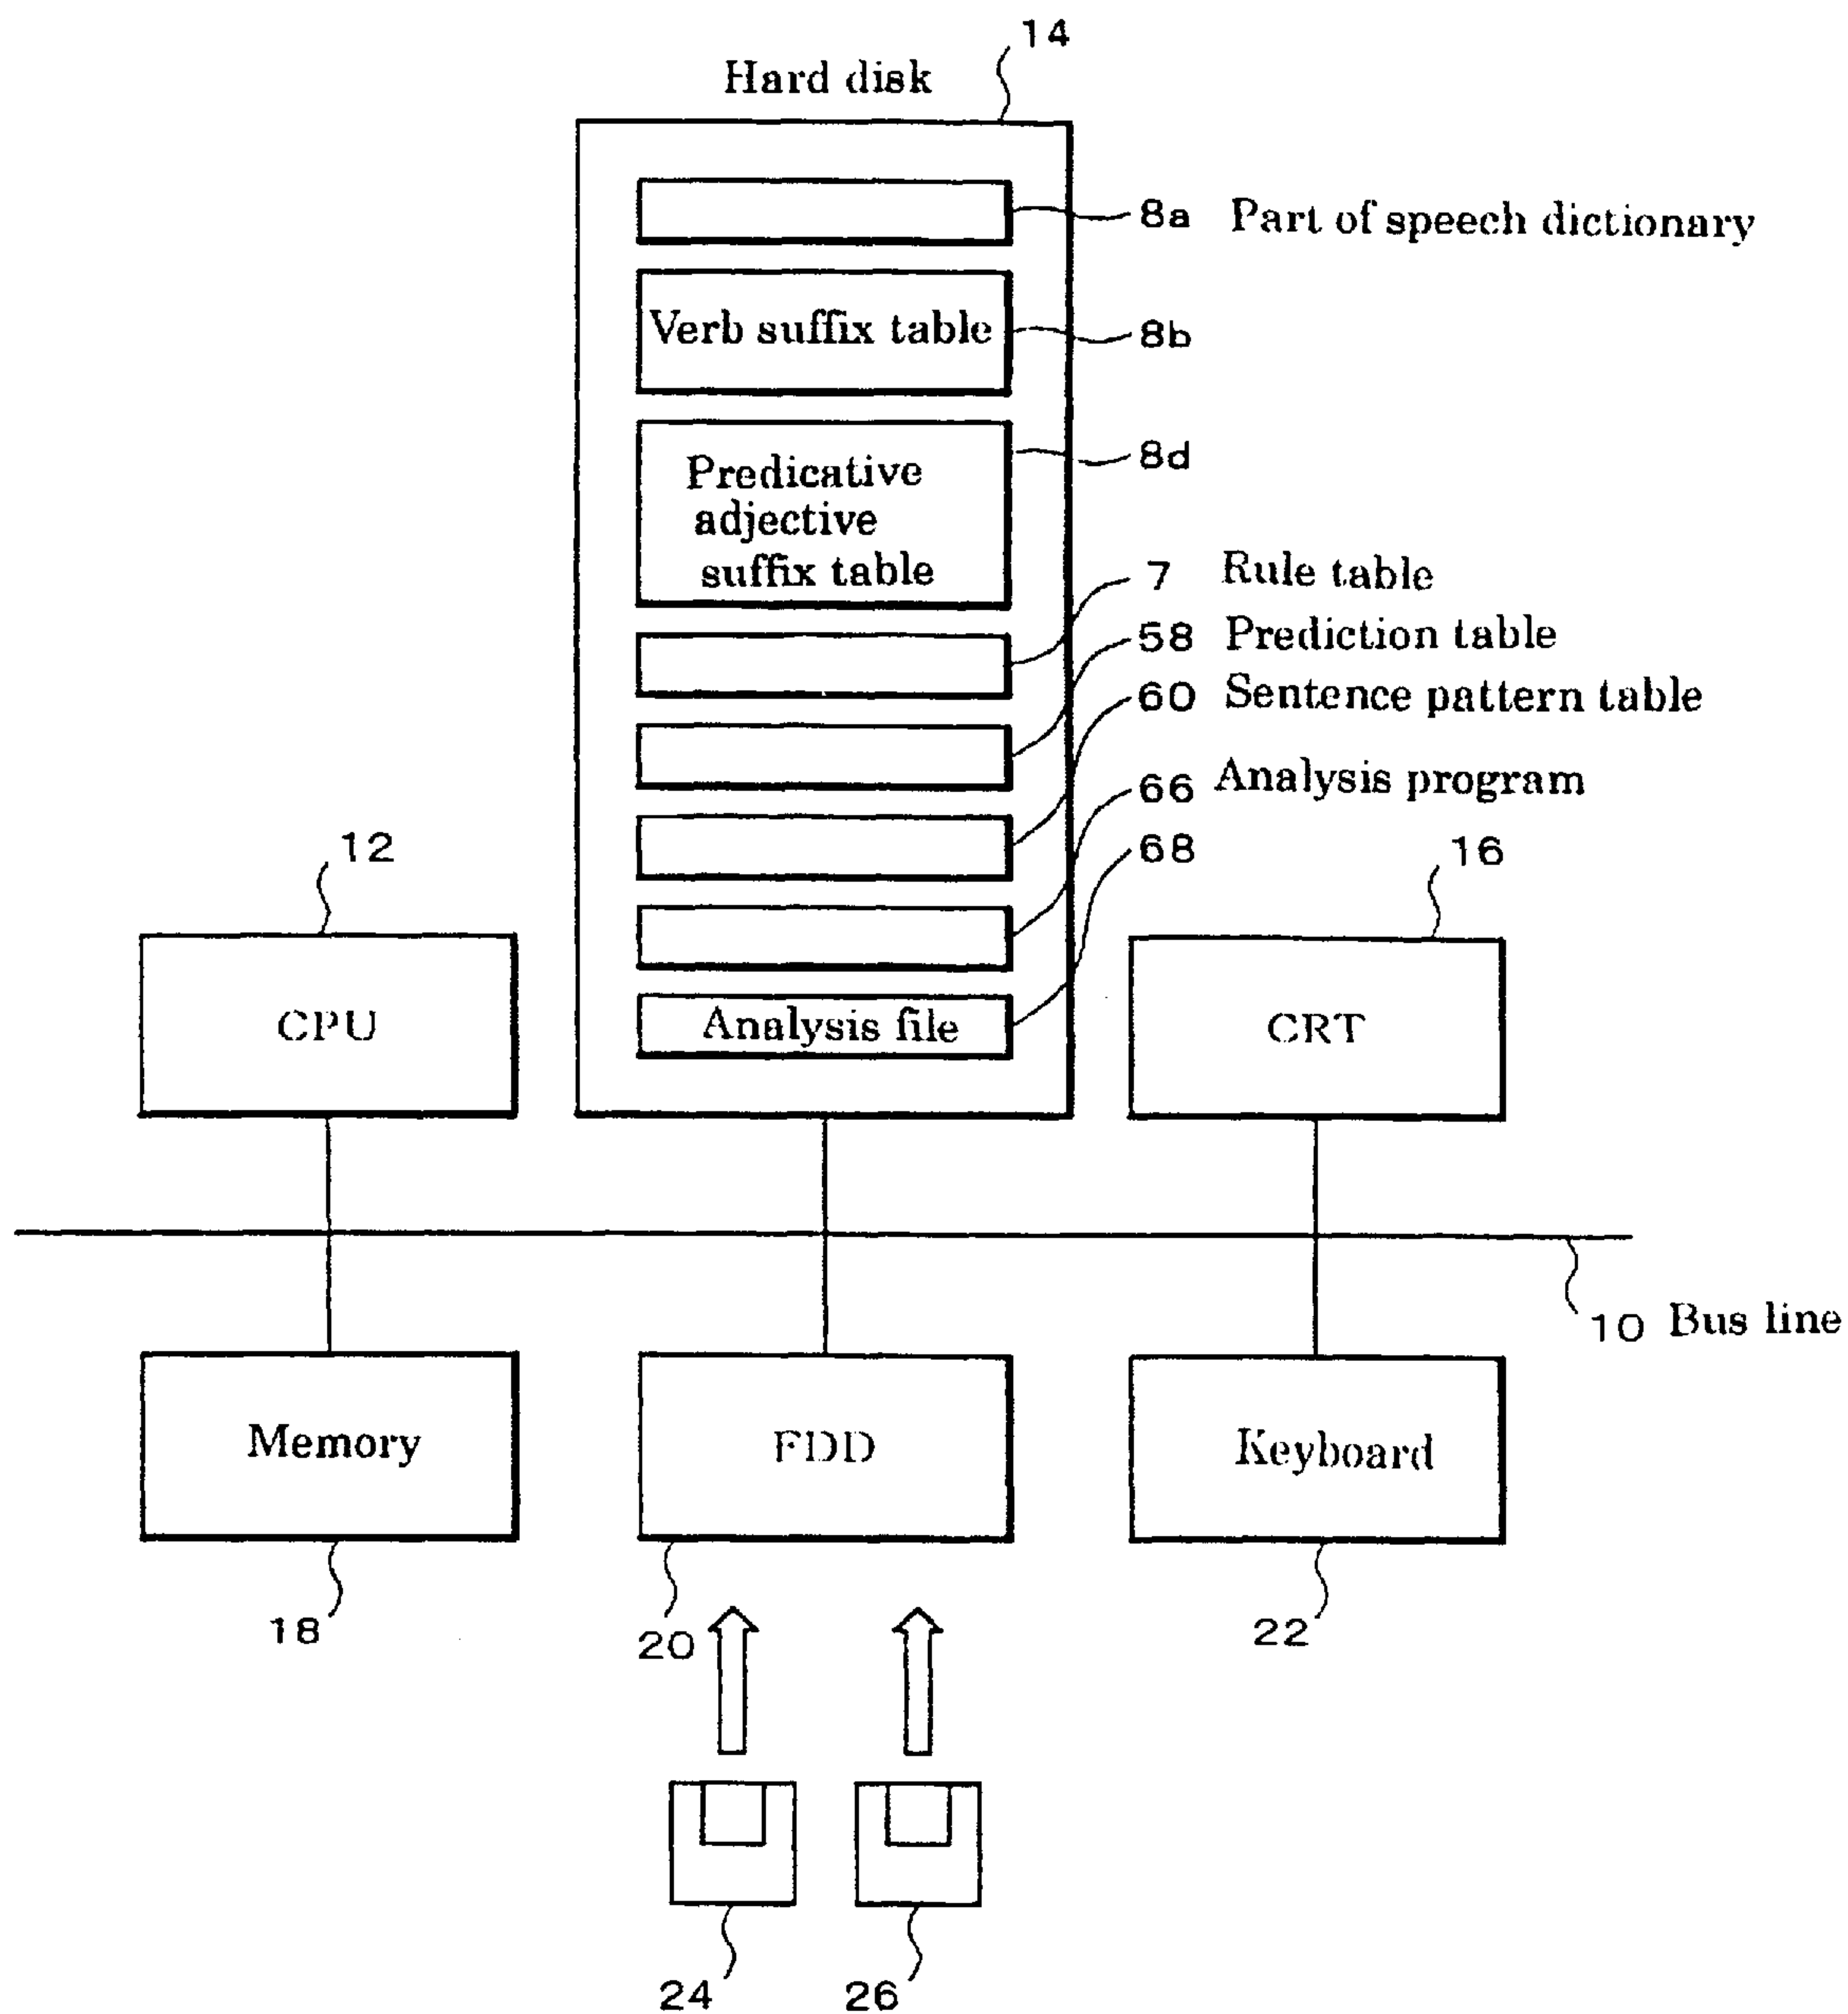 14
Hard disk
8a Part of speech dictionary
Verb suffix table
8b
8d
Predicative
adjective
suffix table
7 Rule table
58 Prediction table
60 Sentence pattern table
66 Analysis program
12
68
16
CPU
Analysis file
CRT
10 Bus line
Memory
FDD
Keyboard
18
20
22
24
26